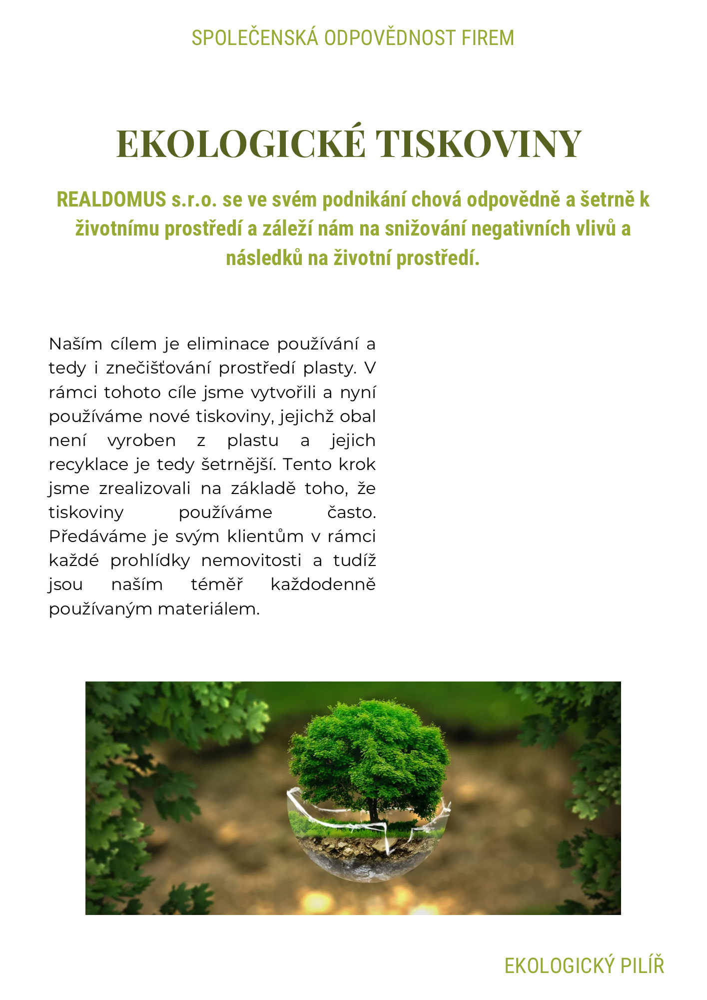 SPOLEČENSKÁ ODPOVĚDNOST FIREM
EKOLOGICKÉ TISKOVINY
REALDOMUS s.r.o. se ve svém podnikání chová odpovědně a šetrně k
životnímu prostředí a záleží nám na snižování negativních vlivů a
následků na životní prostředí.
Naším cílem je eliminace používání a
tedy i znečišťování prostředí plasty. V
rámci tohoto cíle jsme vytvořili a nyní
používáme nové tiskoviny, jejichž obal
není vyroben z plastu a jejich
recyklace je tedy šetrnější. Tento krok
jsme zrealizovali na základě toho, že
tiskoviny používáme často.
Předáváme je svým klientům v rámci
každé prohlídky nemovitosti a tudíž
jsou naším téměř každodenně
používaným materiálem.
EKOLOGICKÝ PILÍŘ